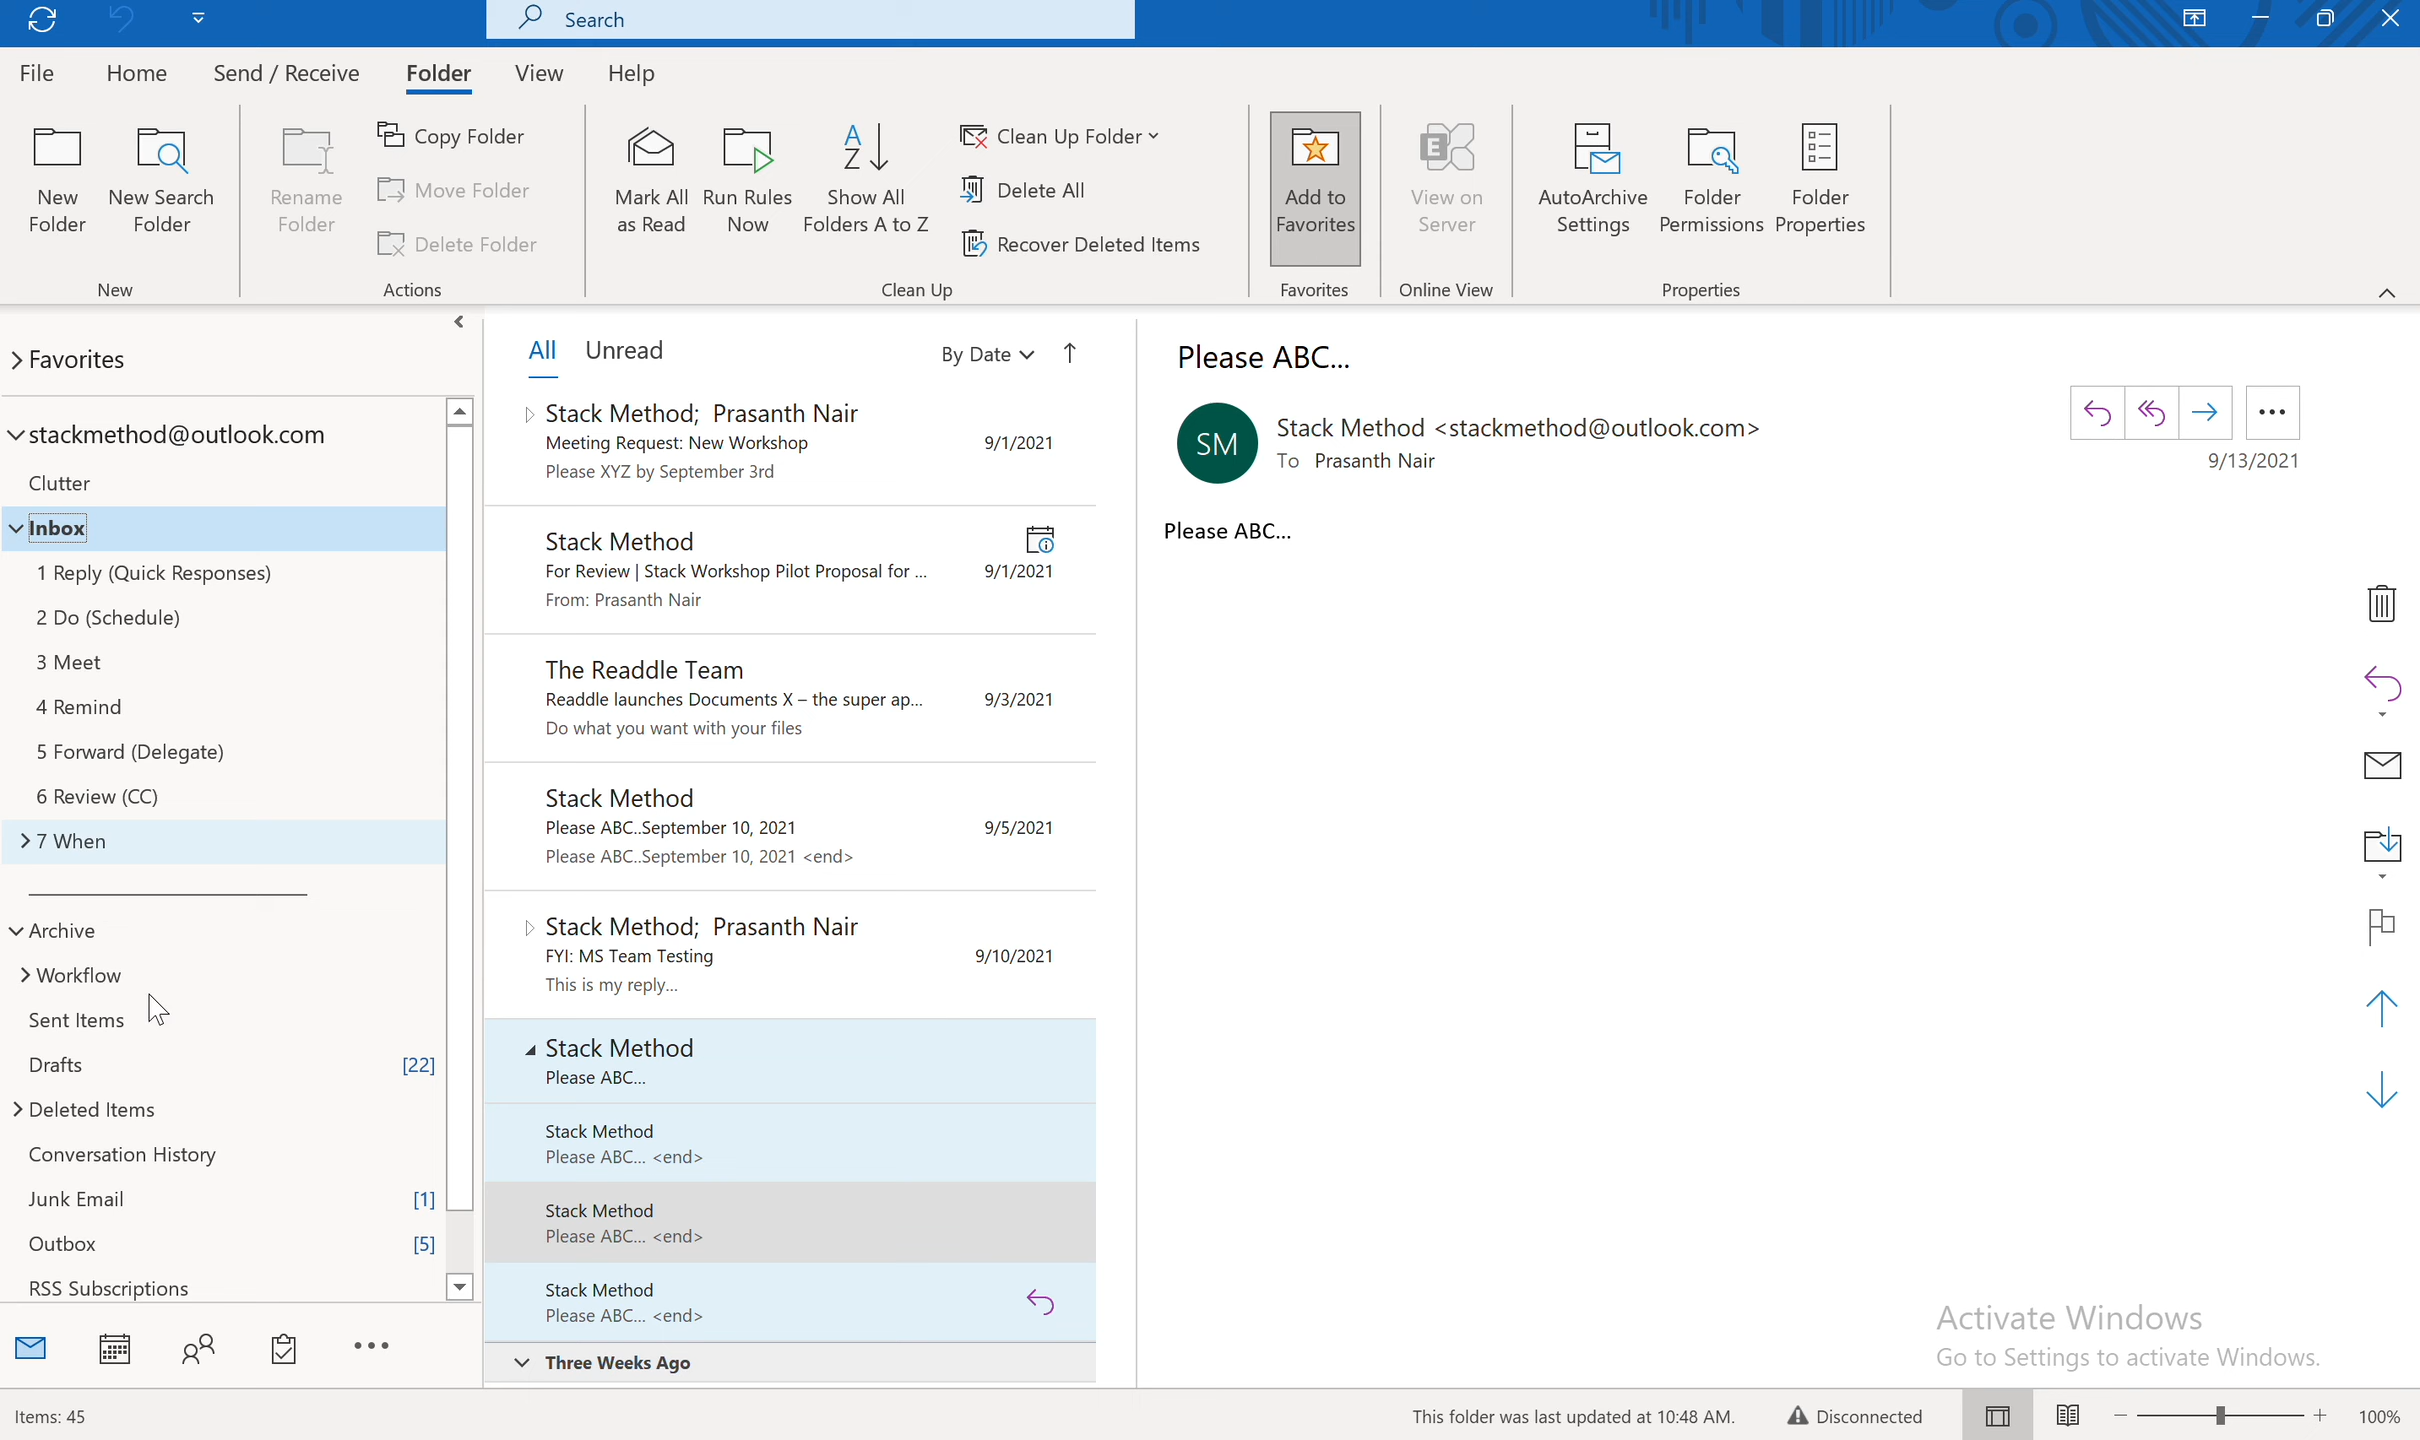 Search
File Home Send / Receive Folder View Help
New Folder
New Search Folder
Rename Folder
Copy Folder
Move Folder
Delete Folder
Mark All as Read
Run Rules Now
Show All Folders A to Z
Clean Up Folder
Delete All
Recover Deleted Items
Add to Favorites
View on Server
AutoArchive Settings
Folder Permissions
Folder Properties
New Actions Clean Up Favorites Online View Properties
Favorites
stackmethod@outlook.com
Clutter
Inbox
1 Reply (Quick Responses)
2 Do (Schedule)
3 Meet
4 Remind
5 Forward (Delegate)
6 Review (CC)
7 When
Archive
Workflow
Sent Items
Drafts [22]
Deleted Items
Conversation History
Junk Email [1]
Outbox [5]
RSS Subscriptions
All Unread By Date
Stack Method; Prasanth Nair
Meeting Request: New Workshop 9/1/2021
Please XYZ by September 3rd
Stack Method
For Review | Stack Workshop Pilot Proposal for ... 9/1/2021
From: Prasanth Nair
The Readdle Team
Readdle launches Documents X – the super ap... 9/3/2021
Do what you want with your files
Stack Method
Please ABC..September 10, 2021 9/5/2021
Please ABC..September 10, 2021 <end>
Stack Method; Prasanth Nair
FYI: MS Team Testing 9/10/2021
This is my reply...
Stack Method
Please ABC...
Stack Method
Please ABC... <end>
Stack Method
Please ABC... <end>
Stack Method
Please ABC... <end>
Three Weeks Ago
Please ABC...
SM
Stack Method <stackmethod@outlook.com>
To Prasanth Nair
9/13/2021
Please ABC...
Activate Windows
Go to Settings to activate Windows.
Items: 45 This folder was last updated at 10:48 AM. Disconnected 100%